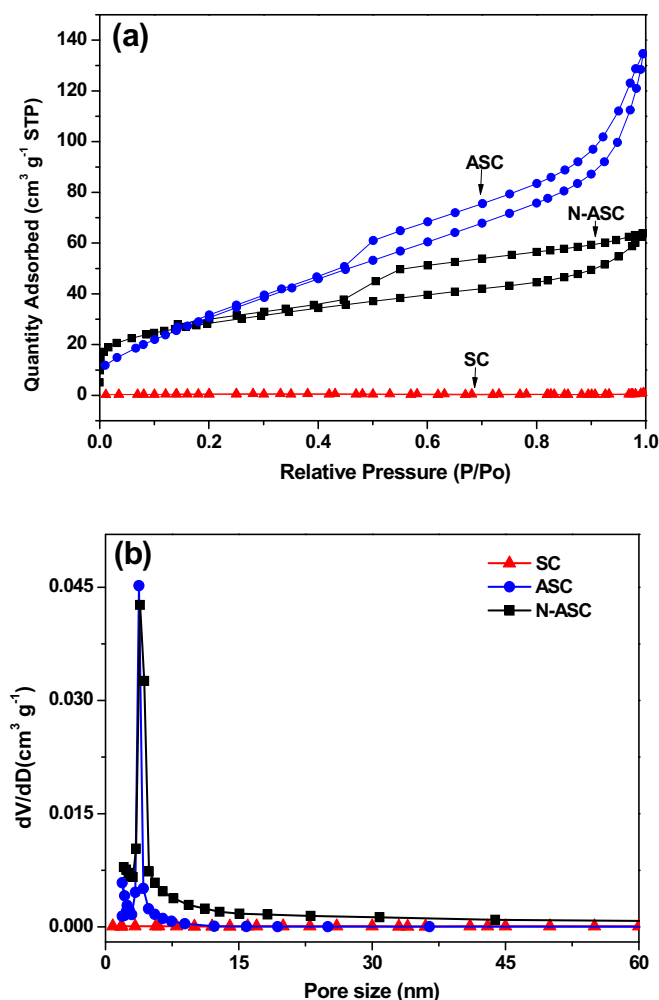 (a)
140
120
100
80
60
40
20
0
Quantity Adsorbed (cm³ g⁻¹ STP)
ASC
N-ASC
SC
0.0 0.2 0.4 0.6 0.8 1.0
Relative Pressure (P/Po)
(b)
SC
ASC
N-ASC
0.045
0.030
0.015
0.000
dV/dD(cm³ g⁻¹)
0 15 30 45 60
Pore size (nm)